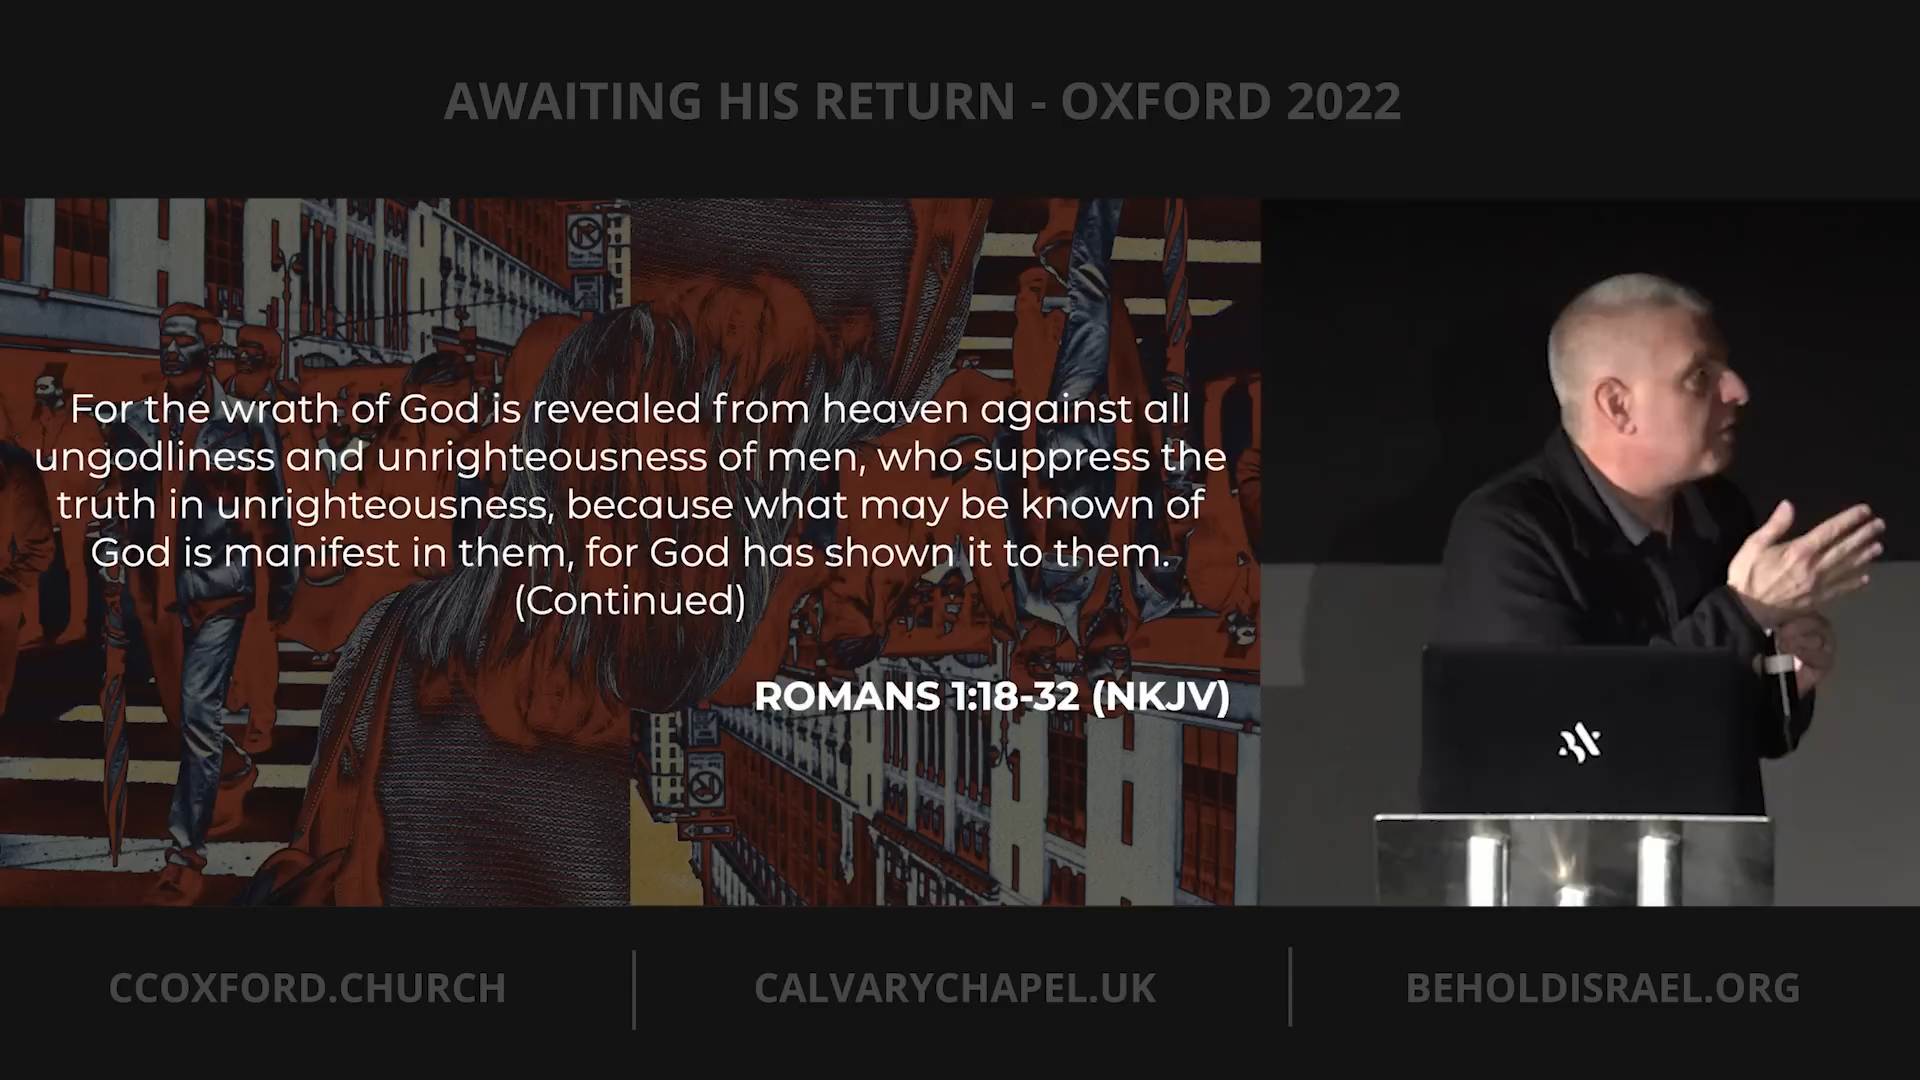 AWAITING HIS RETURN - OXFORD 2022
For the wrath of God is revealed from heaven against all
ungodliness and unrighteousness of men, who suppress the
truth in unrighteousness, because what may be known of
God is manifest in them, for God has shown it to them.
(Continued)
ROMANS 1:18-32 (NKJV)
CCOXFORD.CHURCH
CALVARYCHAPEL.UK
BEHOLDISRAEL.ORG